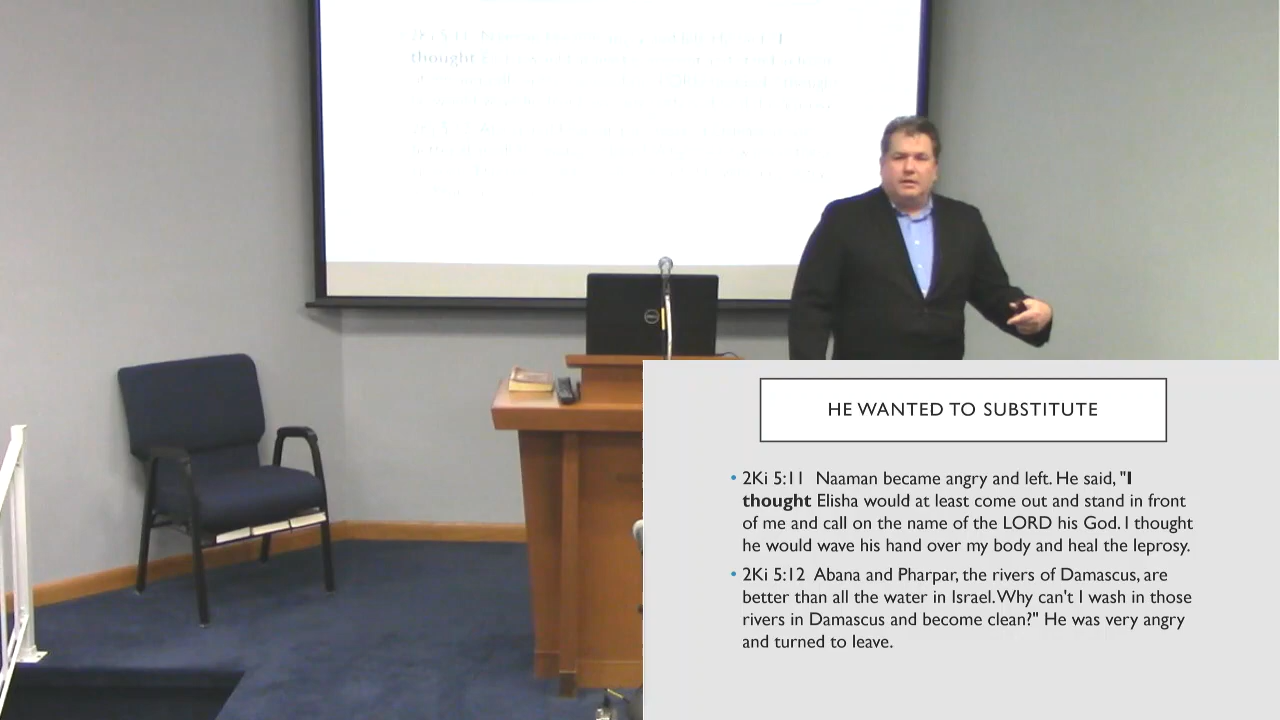 I
thought
DELL
HE WANTED TO SUBSTITUTE
• 2Ki 5:11 Naaman became angry and left. He said, "I
thought Elisha would at least come out and stand in front
of me and call on the name of the LORD his God. I thought
he would wave his hand over my body and heal the leprosy.
• 2Ki 5:12 Abana and Pharpar, the rivers of Damascus, are
better than all the water in Israel. Why can't I wash in those
rivers in Damascus and become clean?" He was very angry
and turned to leave.